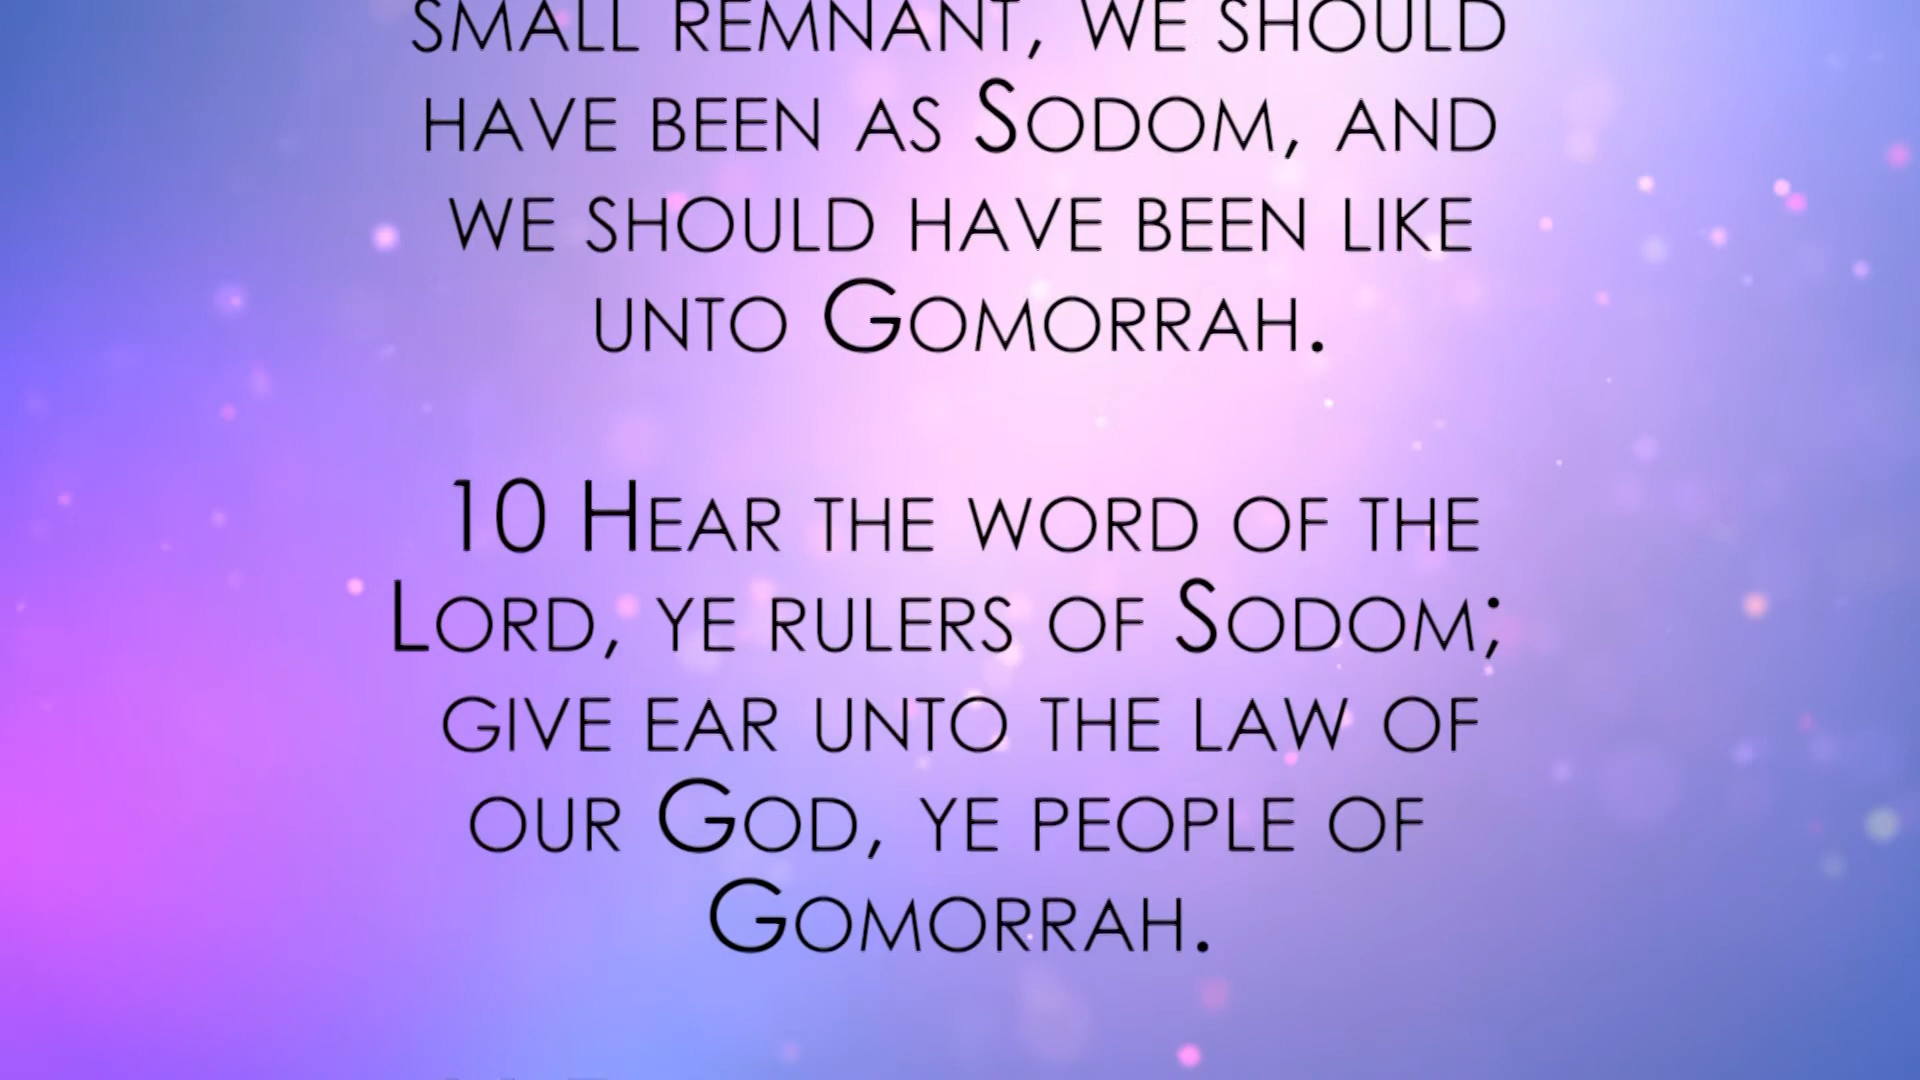 small remnant, we should
have been as Sodom, and
we should have been like
unto Gomorrah.
10 Hear the word of the
Lord, ye rulers of Sodom;
give ear unto the law of
our God, ye people of
Gomorrah.